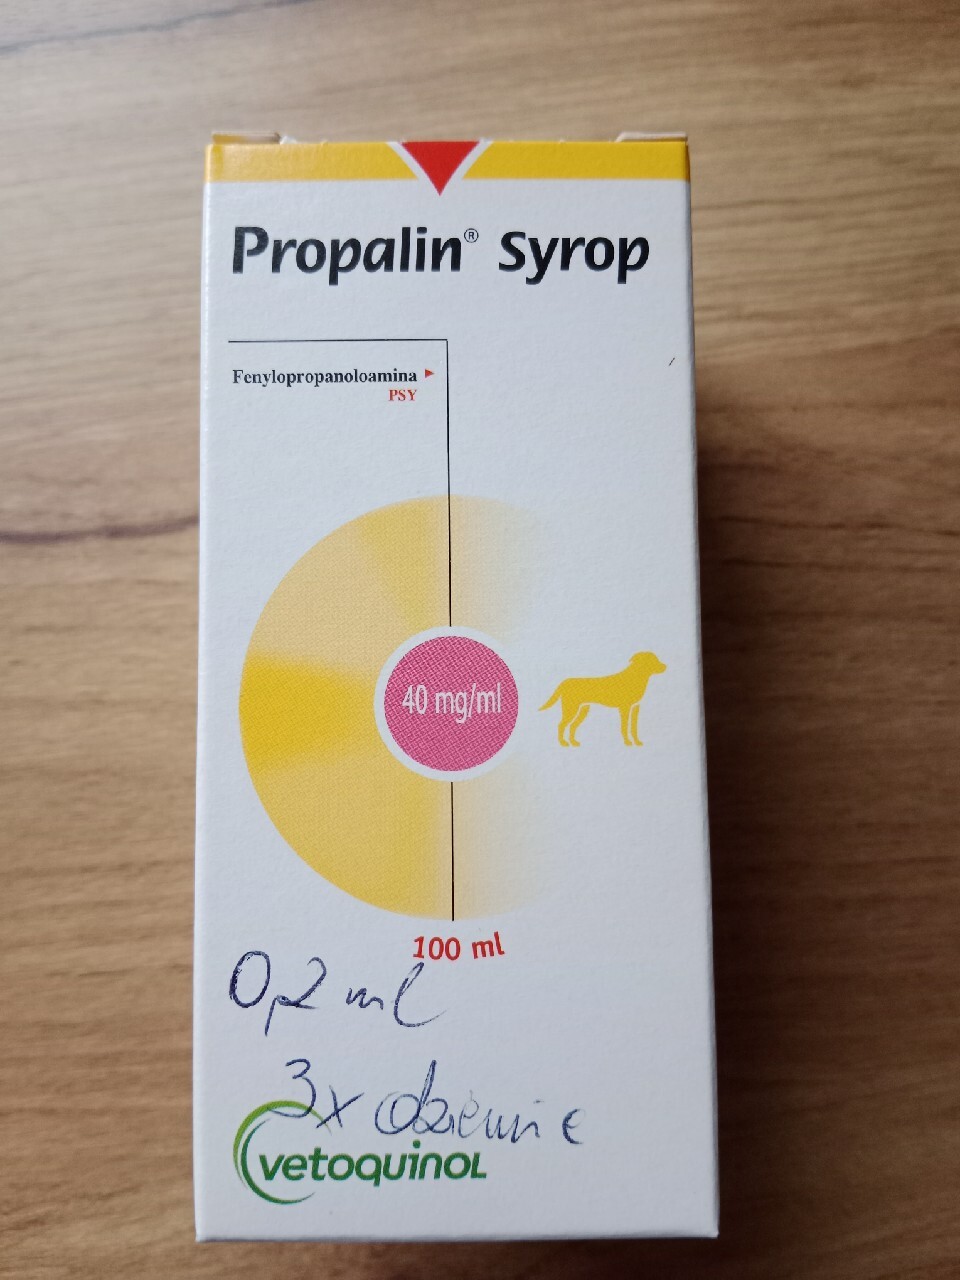 Propalin® Syrop
Fenylopropanoloamina
PSY
40 mg/ml
100 ml
0,2 ml
3x dziennie
vetoquinol